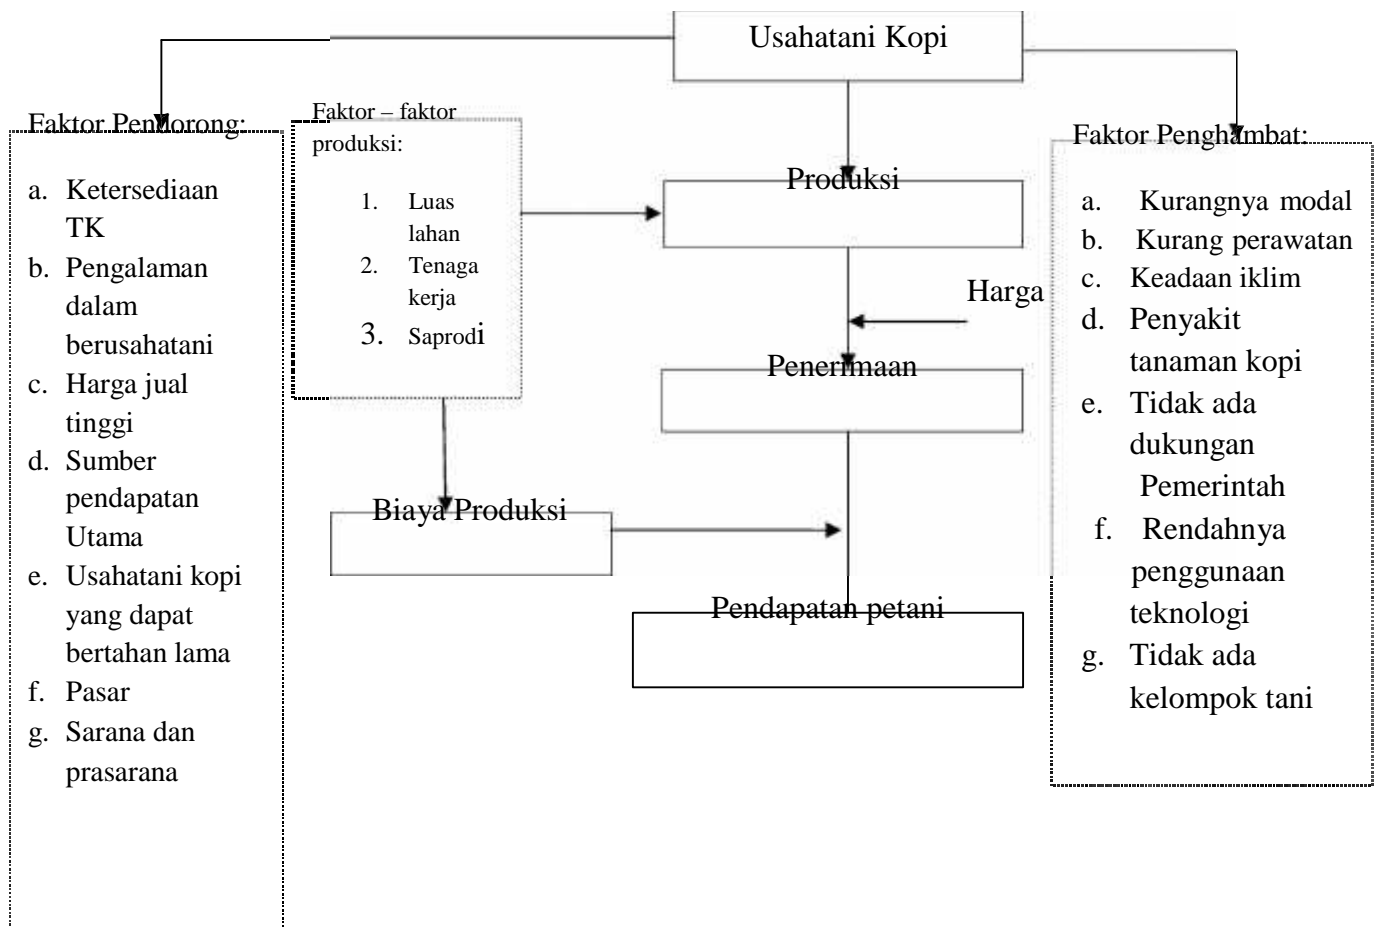 Usahatani Kopi
Faktor Pendorong:
a. Ketersediaan
TK
b. Pengalaman
dalam
berusahatani
c. Harga jual
tinggi
d. Sumber
pendapatan
Utama
e. Usahatani kopi
yang dapat
bertahan lama
f. Pasar
g. Sarana dan
prasarana
Faktor – faktor
produksi:
1. Luas
lahan
2. Tenaga
kerja
3. Saprodi
Produksi
Harga
Penerimaan
Biaya Produksi
Pendapatan petani
Faktor Penghambat:
a. Kurangnya modal
b. Kurang perawatan
c. Keadaan iklim
d. Penyakit
tanaman kopi
e. Tidak ada
dukungan
Pemerintah
f. Rendahnya
penggunaan
teknologi
g. Tidak ada
kelompok tani